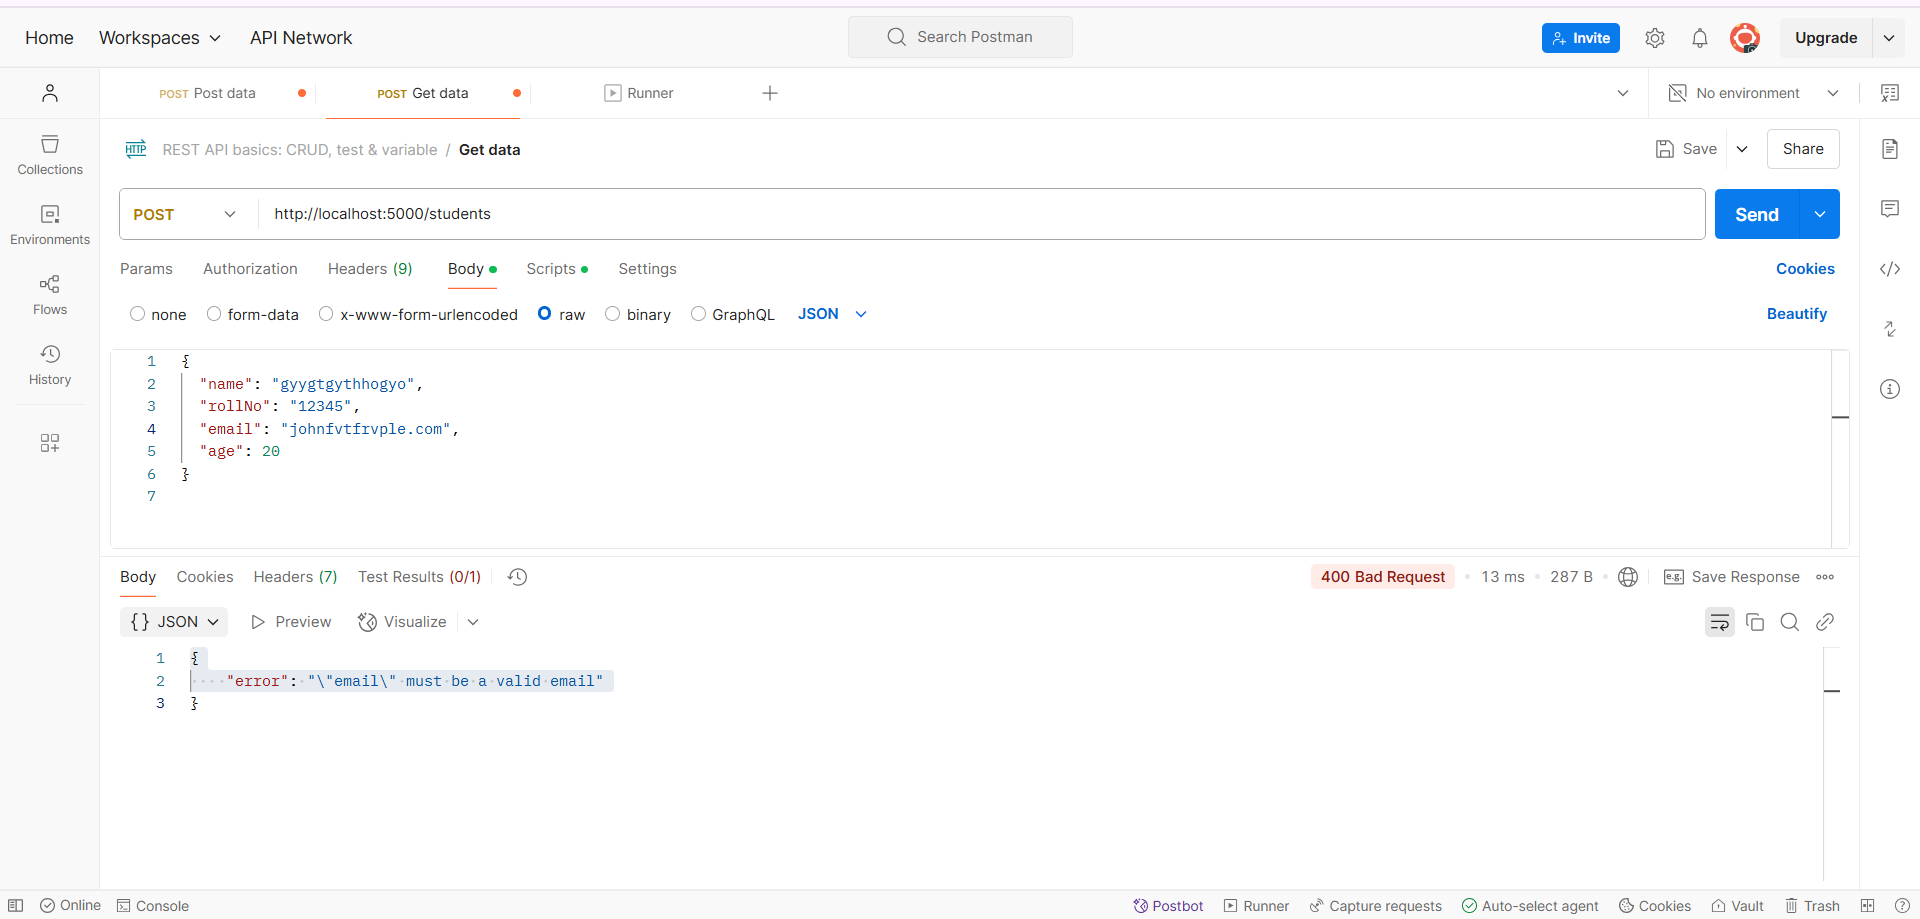 Home Workspaces API Network Search Postman Invite Upgrade
POST Post data POST Get data Runner No environment
HTTP REST API basics: CRUD, test & variable / Get data Save Share
Collections
Environments
Flows
History
POST http://localhost:5000/students Send
Params Authorization Headers (9) Body Scripts Settings Cookies
none form-data x-www-form-urlencoded raw binary GraphQL JSON Beautify
1 {
2 "name": "gyygtgythhogyo",
3 "rollNo": "12345",
4 "email": "johnfvtfrvple.com",
5 "age": 20
6 }
7
Body Cookies Headers (7) Test Results (0/1) 400 Bad Request • 13 ms • 287 B • e.g. Save Response
{} JSON Preview Visualize
1 {
2 "error": "\"email\" must be a valid email"
3 }
Online Console Postbot Runner Capture requests Auto-select agent Cookies Vault Trash